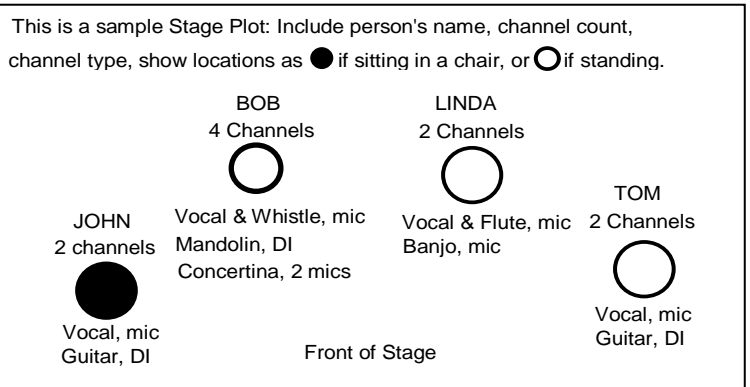 This is a sample Stage Plot: Include person's name, channel count,
channel type, show locations as if sitting in a chair, or if standing.
BOB
4 Channels
Vocal & Whistle, mic
Mandolin, DI
Concertina, 2 mics
LINDA
2 Channels
Vocal & Flute, mic
Banjo, mic
JOHN
2 channels
Vocal, mic
Guitar, DI
TOM
2 Channels
Vocal, mic
Guitar, DI
Front of Stage